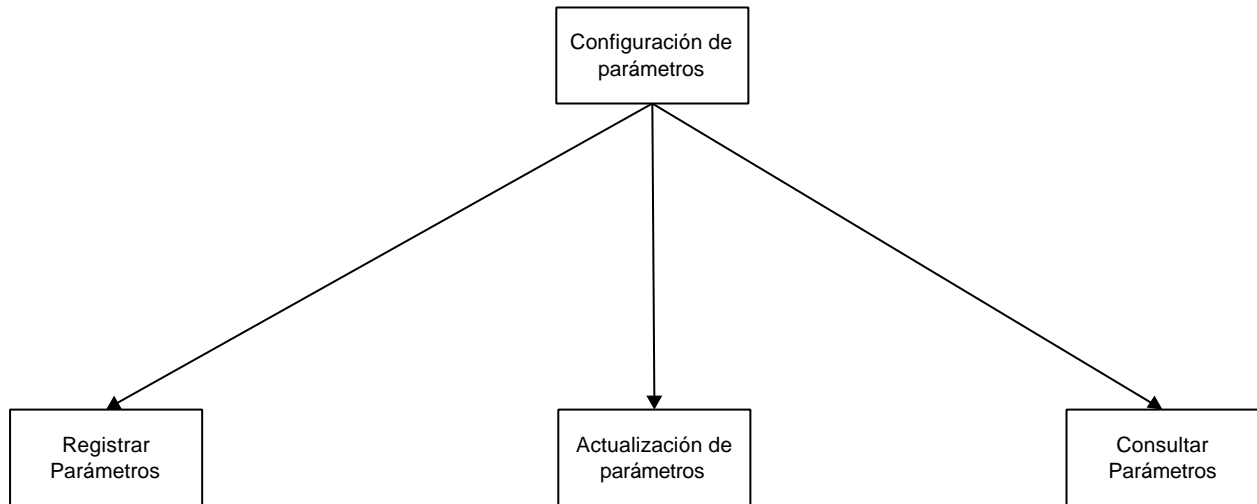 Configuración de
parámetros
Registrar
Parámetros
Actualización de
parámetros
Consultar
Parámetros